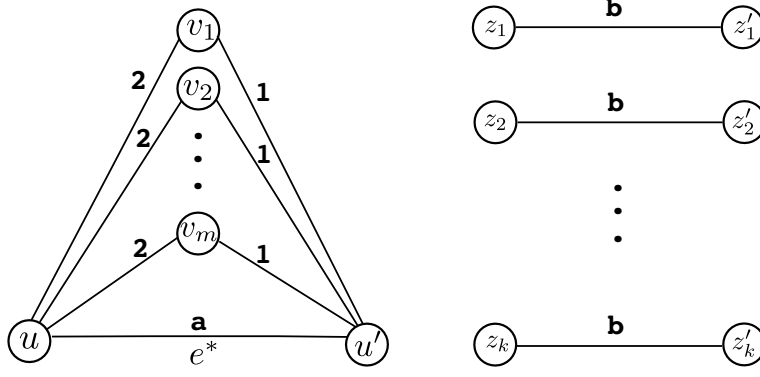 v₁
2 1
v₂
2 1
vₘ
2 1
u a u′
e*
z₁ b z′₁
z₂ b z′₂
zₖ b z′ₖ